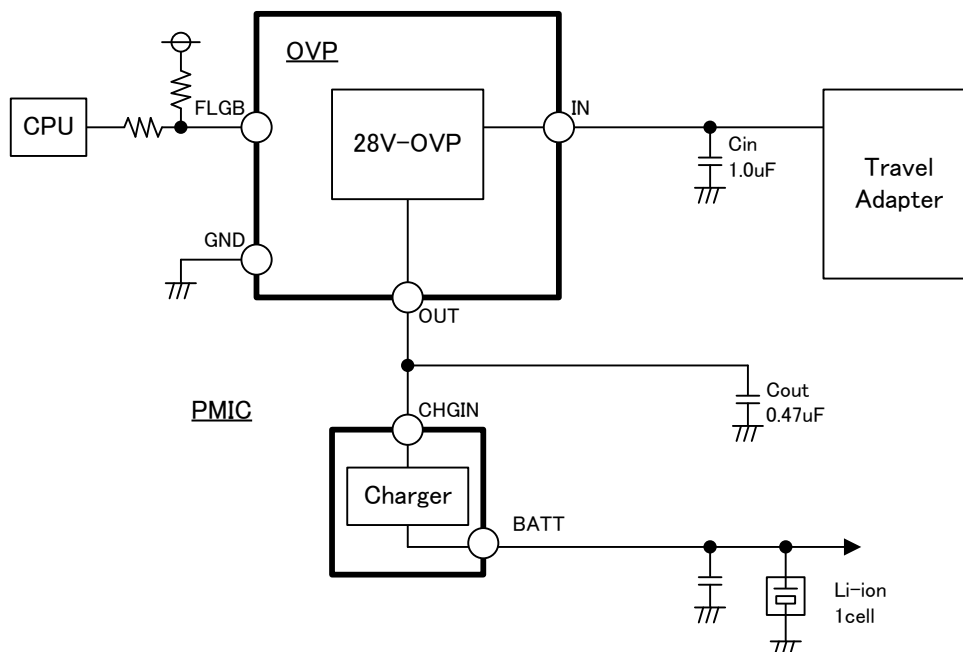 OVP
FLGB
IN
CPU
28V-OVP
Cin
1.0uF
Travel
Adapter
GND
OUT
Cout
0.47uF
PMIC
CHGIN
Charger
BATT
Li-ion
1cell